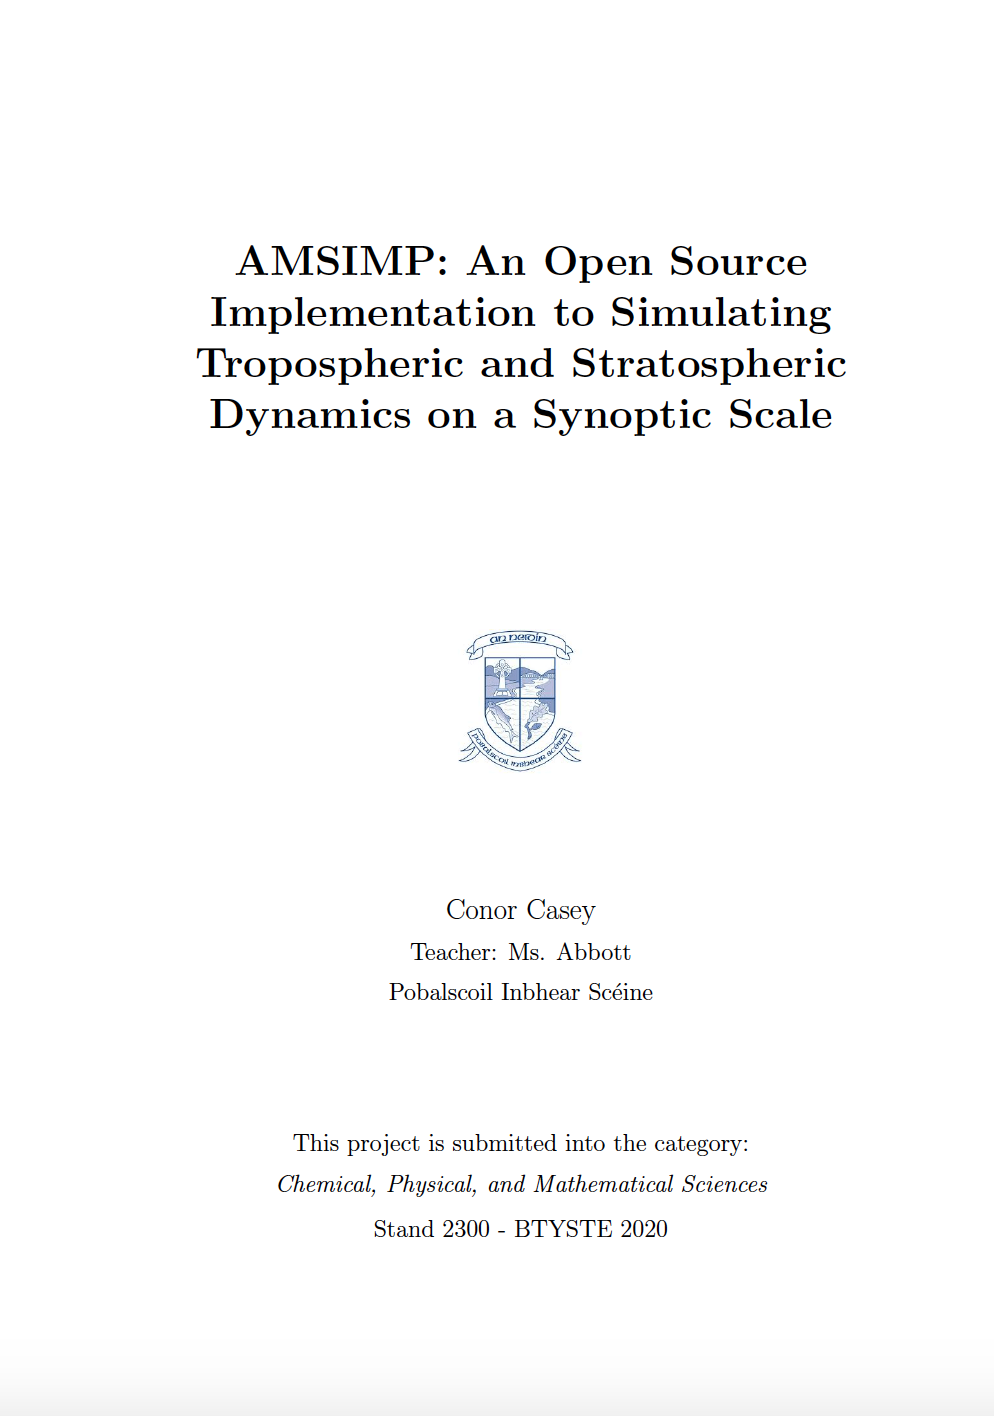 AMSIMP: An Open Source
Implementation to Simulating
Tropospheric and Stratospheric
Dynamics on a Synoptic Scale
an neidín
pobalscoil inbhear scéine
Conor Casey
Teacher: Ms. Abbott
Pobalscoil Inbhear Scéine
This project is submitted into the category:
Chemical, Physical, and Mathematical Sciences
Stand 2300 - BTYSTE 2020